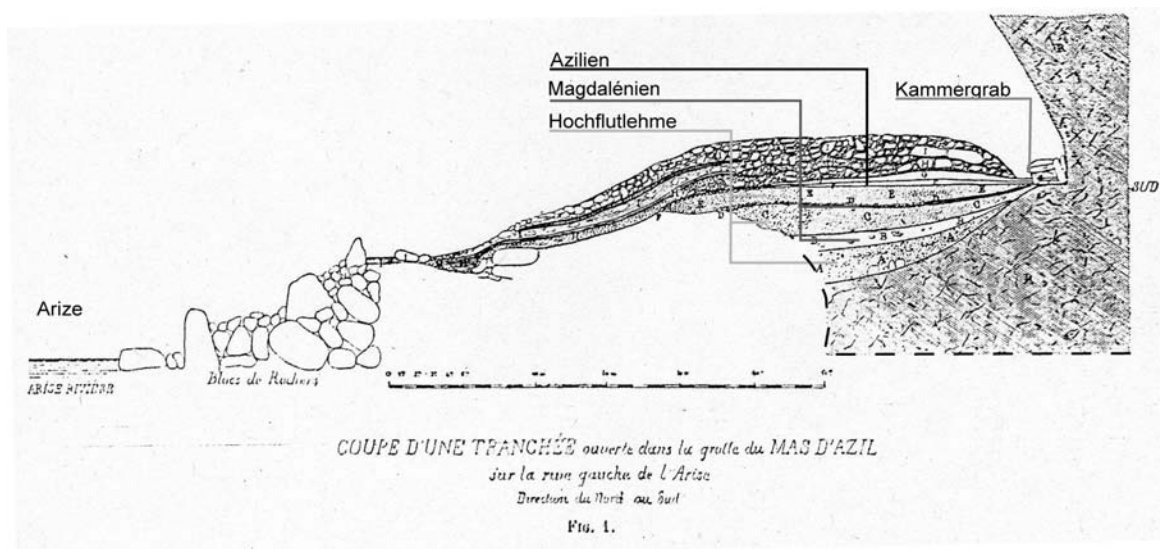 Azilien
Magdalénien
Hochflutlehme
Kammergrab
SUD
Arize
ARISE RIVIÈRE
Blocs de Rochers
COUPE D'UNE TRANCHÉE ouverte dans la grotte du MAS D'AZIL
sur la rive gauche de l'Arise
Direction du Nord au Sud
FIG. 1.